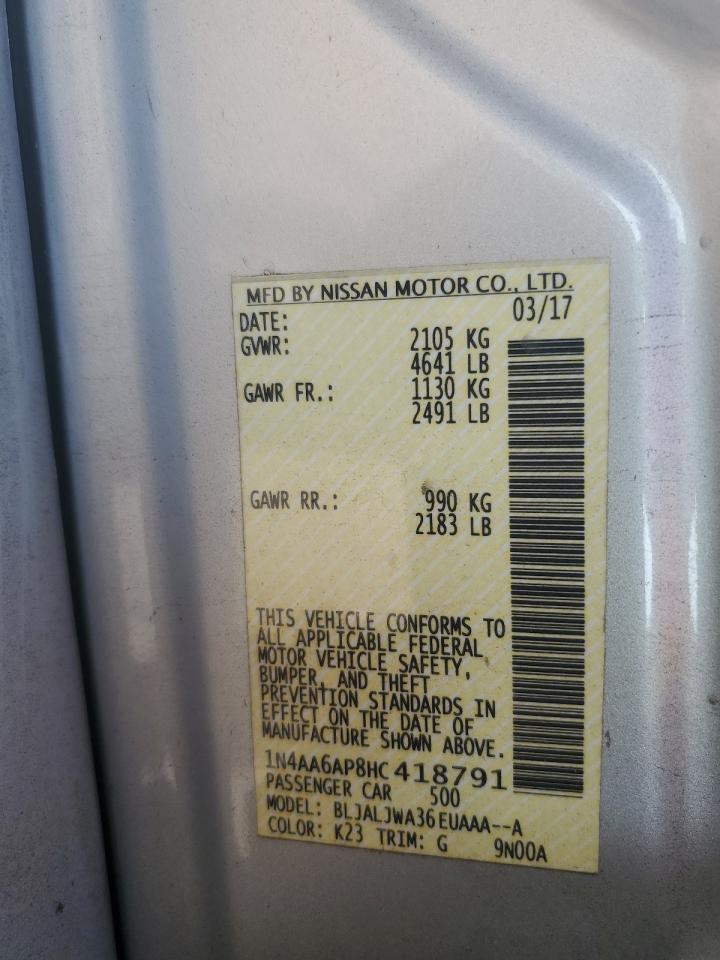 MFD BY NISSAN MOTOR CO., LTD.
DATE: 03/17
GVWR: 2105 KG
4641 LB
GAWR FR.: 1130 KG
2491 LB
GAWR RR.: 990 KG
2183 LB
THIS VEHICLE CONFORMS TO
ALL APPLICABLE FEDERAL
MOTOR VEHICLE SAFETY,
BUMPER, AND THEFT
PREVENTION STANDARDS IN
EFFECT ON THE DATE OF
MANUFACTURE SHOWN ABOVE.
1N4AA6AP8HC418791
PASSENGER CAR 500
MODEL: BLJALJWA36EUAAA--A
COLOR: K23 TRIM: G 9N00A